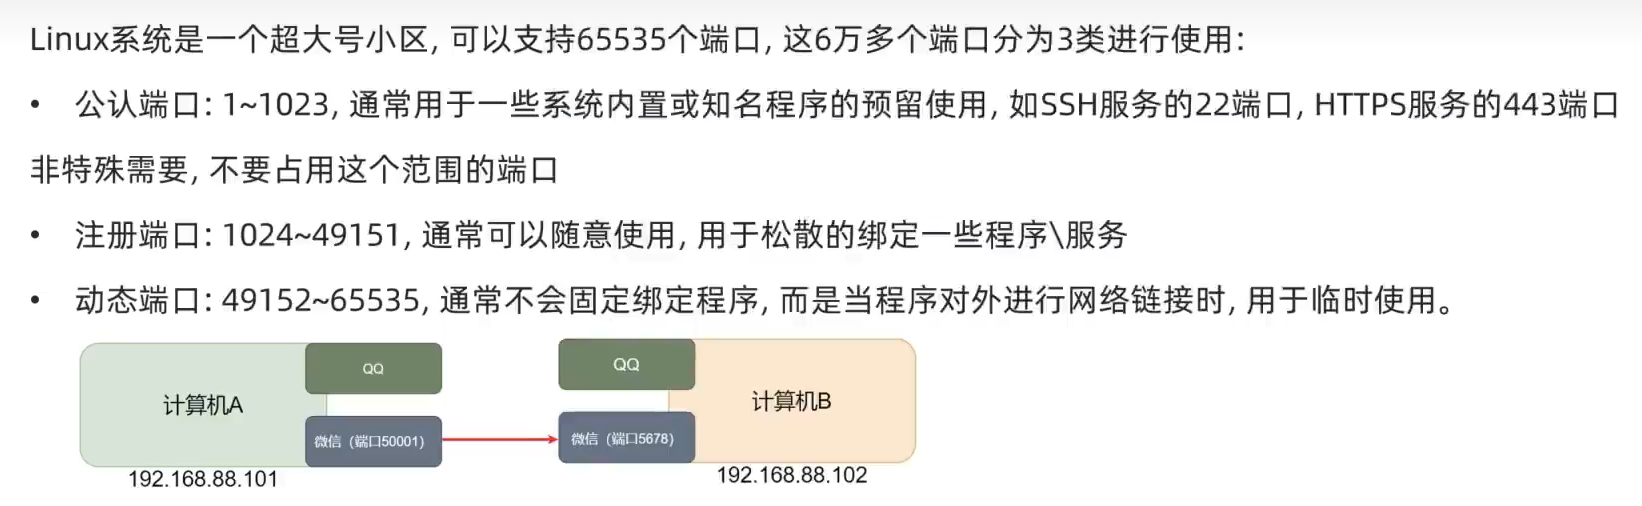 Linux系统是一个超大号小区, 可以支持65535个端口, 这6万多个端口分为3类进行使用:
• 公认端口: 1~1023, 通常用于一些系统内置或知名程序的预留使用, 如SSH服务的22端口, HTTPS服务的443端口
非特殊需要, 不要占用这个范围的端口
• 注册端口: 1024~49151, 通常可以随意使用, 用于松散的绑定一些程序\服务
• 动态端口: 49152~65535, 通常不会固定绑定程序, 而是当程序对外进行网络链接时, 用于临时使用。
QQ
计算机A
微信（端口50001）
192.168.88.101
QQ
计算机B
微信（端口5678）
192.168.88.102